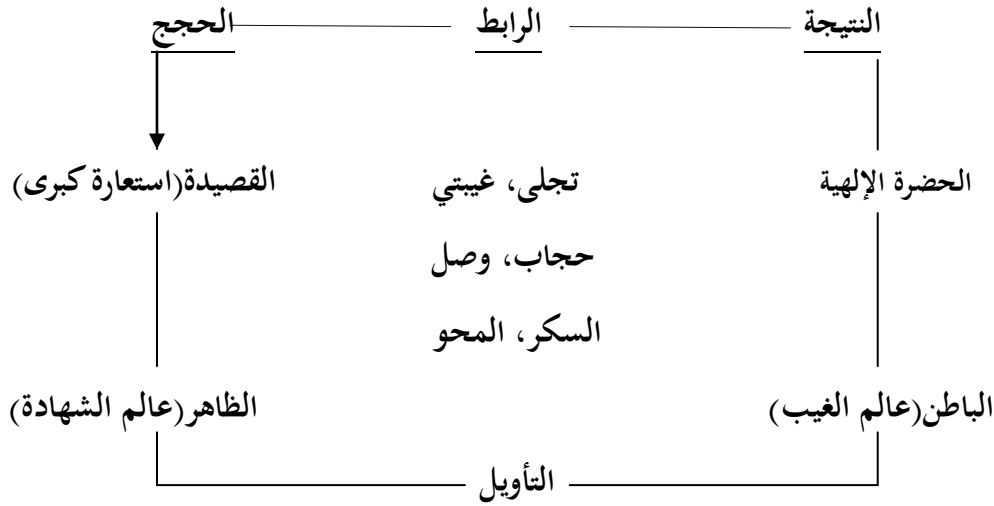 النتيجة الرابط الحجج
الحضرة الإلهية تجلى، غيبتي القصيدة(استعارة كبرى)
حجاب، وصل
السكر، المحو
الباطن(عالم الغيب) الظاهر(عالم الشهادة)
التأويل